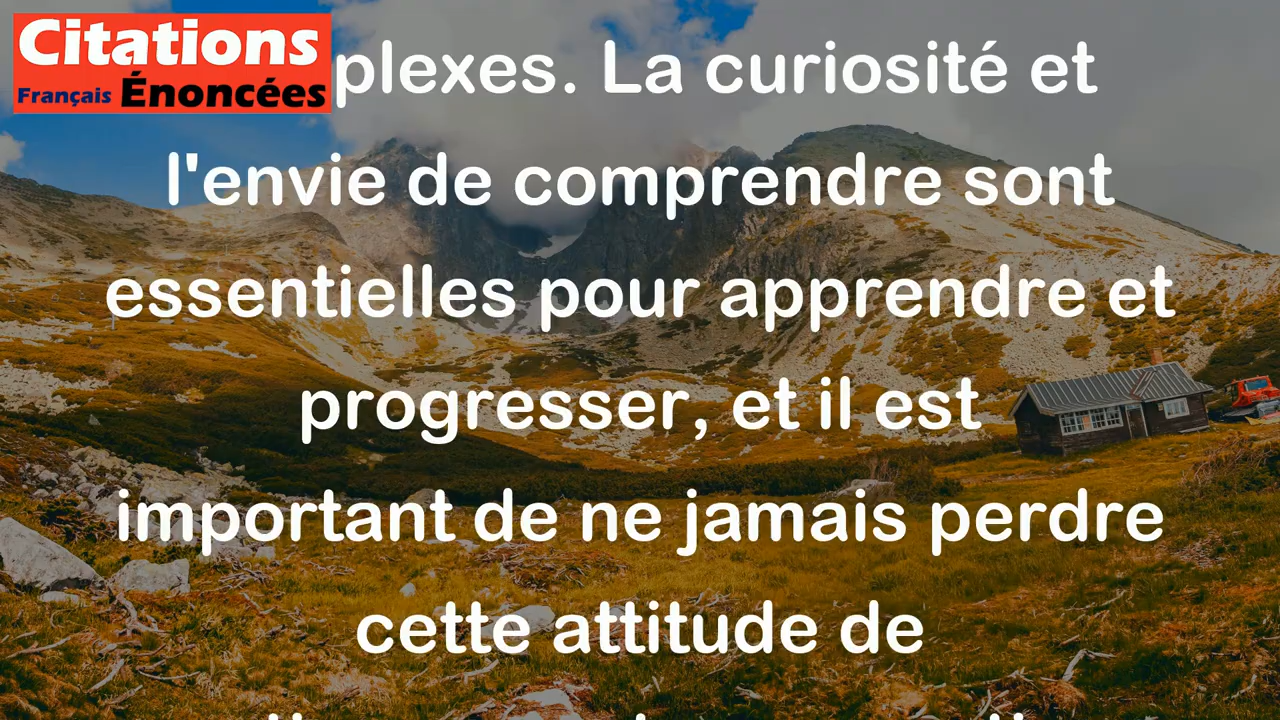 Citations
Français Énoncées
plexes. La curiosité et
l'envie de comprendre sont
essentielles pour apprendre et
progresser, et il est
important de ne jamais perdre
cette attitude de